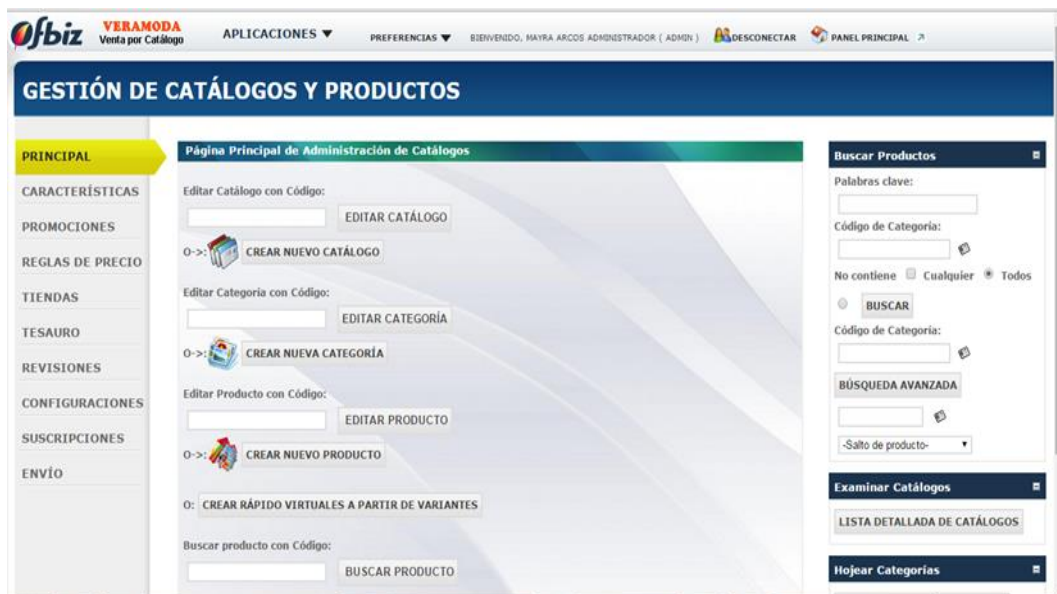 Ofbiz VERAMODA
Venta por Catálogo
APLICACIONES ▼
PREFERENCIAS ▼
BIENVENIDO, MAYRA ARCOS ADMINISTRADOR ( ADMIN )
DESCONECTAR
PANEL PRINCIPAL
GESTIÓN DE CATÁLOGOS Y PRODUCTOS
PRINCIPAL
CARACTERÍSTICAS
PROMOCIONES
REGLAS DE PRECIO
TIENDAS
TESAURO
REVISIONES
CONFIGURACIONES
SUSCRIPCIONES
ENVÍO
Página Principal de Administración de Catálogos
Editar Catálogo con Código:
EDITAR CATÁLOGO
O->: CREAR NUEVO CATÁLOGO
Editar Categoría con Código:
EDITAR CATEGORÍA
O->: CREAR NUEVA CATEGORÍA
Editar Producto con Código:
EDITAR PRODUCTO
O->: CREAR NUEVO PRODUCTO
O: CREAR RÁPIDO VIRTUALES A PARTIR DE VARIANTES
Buscar producto con Código:
BUSCAR PRODUCTO
Buscar Productos
Palabras clave:
Código de Categoría:
No contiene Cualquier Todos
BUSCAR
Código de Categoría:
BÚSQUEDA AVANZADA
-Salto de producto-
Examinar Catálogos
LISTA DETALLADA DE CATÁLOGOS
Hojear Categorías